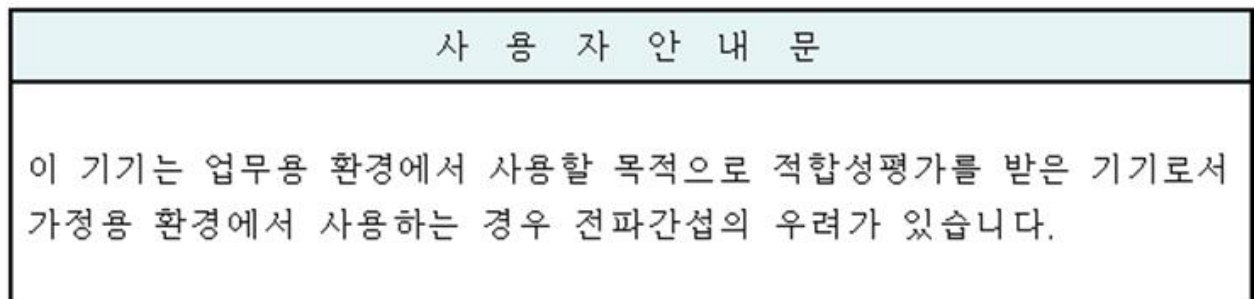 사 용 자 안 내 문
이 기기는 업무용 환경에서 사용할 목적으로 적합성평가를 받은 기기로서
가정용 환경에서 사용하는 경우 전파간섭의 우려가 있습니다.